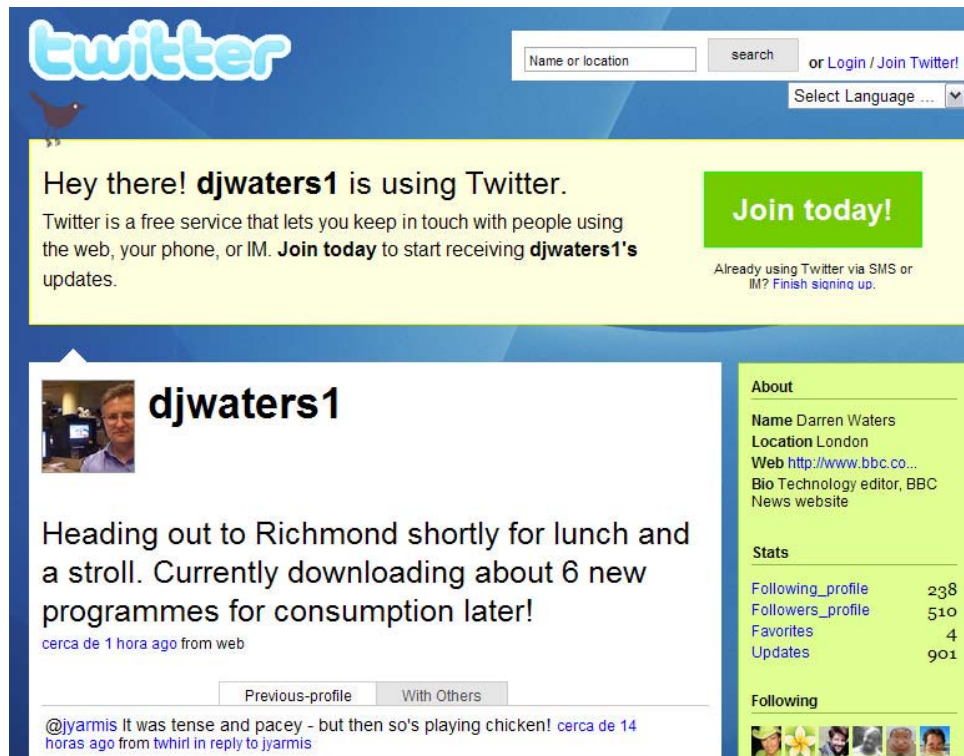 twitter
Name or location
search
or Login / Join Twitter!
Select Language ...
Hey there! djwaters1 is using Twitter.
Twitter is a free service that lets you keep in touch with people using
the web, your phone, or IM. Join today to start receiving djwaters1's
updates.
Join today!
Already using Twitter via SMS or
IM? Finish signing up.
djwaters1
Heading out to Richmond shortly for lunch and
a stroll. Currently downloading about 6 new
programmes for consumption later!
cerca de 1 hora ago from web
Previous-profile
With Others
@jyarmis It was tense and pacey - but then so's playing chicken! cerca de 14
horas ago from twhirl in reply to jyarmis
About
Name Darren Waters
Location London
Web http://www.bbc.co...
Bio Technology editor, BBC
News website
Stats
Following_profile 238
Followers_profile 510
Favorites 4
Updates 901
Following